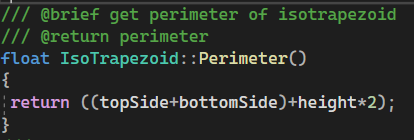 /// @brief get perimeter of isotrapezoid
/// @return perimeter
float IsoTrapezoid::Perimeter()
{
return ((topSide+bottomSide)+height*2);
}